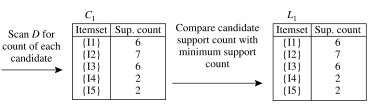 Scan D for
count of each
candidate
C1
Itemset Sup. count
{I1} 6
{I2} 7
{I3} 6
{I4} 2
{I5} 2
Compare candidate
support count with
minimum support
count
L1
Itemset Sup. count
{I1} 6
{I2} 7
{I3} 6
{I4} 2
{I5} 2